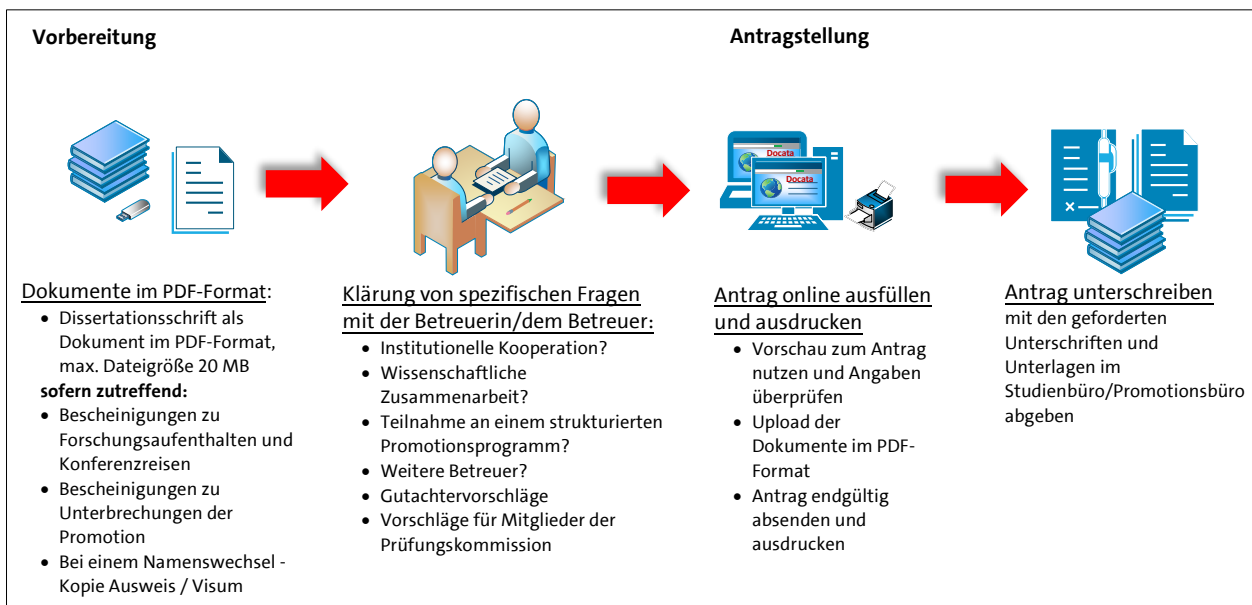 Vorbereitung
Antragstellung
Docata
Docata
Dokumente im PDF-Format:
• Dissertationsschrift als
Dokument im PDF-Format,
max. Dateigröße 20 MB
sofern zutreffend:
• Bescheinigungen zu
Forschungsaufenthalten und
Konferenzreisen
• Bescheinigungen zu
Unterbrechungen der
Promotion
• Bei einem Namenswechsel -
Kopie Ausweis / Visum
Klärung von spezifischen Fragen
mit der Betreuerin/dem Betreuer:
• Institutionelle Kooperation?
• Wissenschaftliche
Zusammenarbeit?
• Teilnahme an einem strukturierten
Promotionsprogramm?
• Weitere Betreuer?
• Gutachtervorschläge
• Vorschläge für Mitglieder der
Prüfungskommission
Antrag online ausfüllen
und ausdrucken
• Vorschau zum Antrag
nutzen und Angaben
überprüfen
• Upload der
Dokumente im PDF-
Format
• Antrag endgültig
absenden und
ausdrucken
Antrag unterschreiben
mit den geforderten
Unterschriften und
Unterlagen im
Studienbüro/Promotionsbüro
abgeben